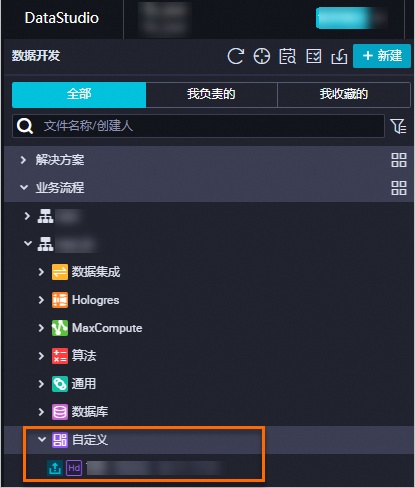 DataStudio
数据开发
+ 新建
全部 我负责的 我收藏的
文件名称/创建人
解决方案
业务流程
数据集成
Hologres
MaxCompute
算法
通用
数据库
自定义
Hd